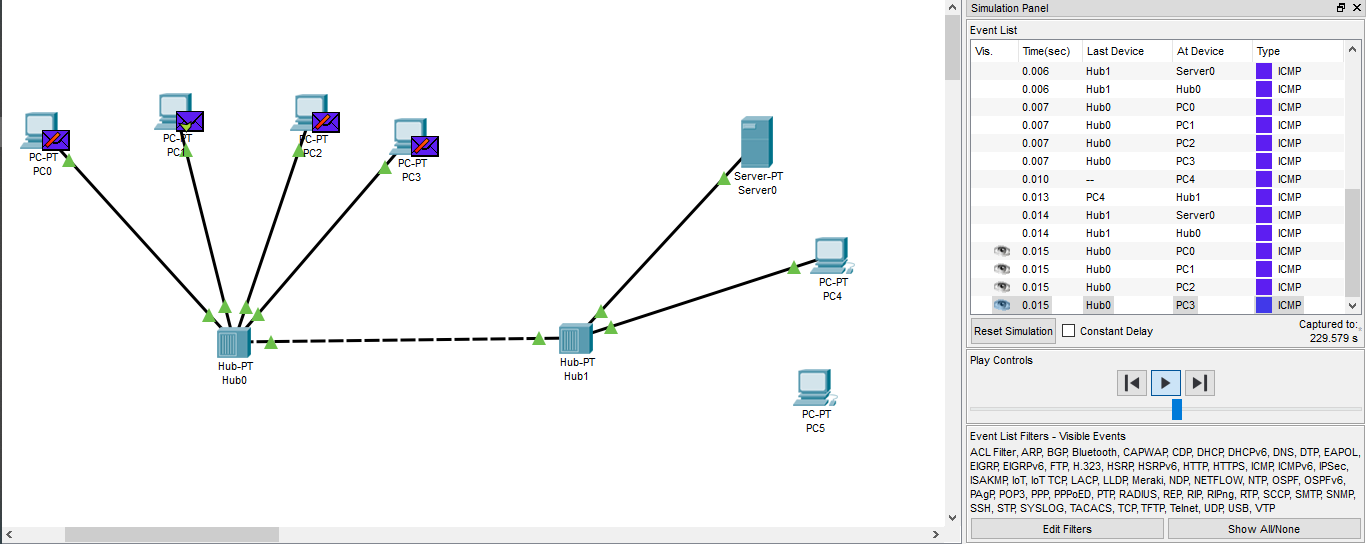 Simulation Panel
Event List
Vis. Time(sec) Last Device At Device Type
0.006 Hub1 Server0 ICMP
0.006 Hub1 Hub0 ICMP
0.007 Hub0 PC0 ICMP
0.007 Hub0 PC1 ICMP
0.007 Hub0 PC2 ICMP
0.007 Hub0 PC3 ICMP
0.010 -- PC4 ICMP
0.013 PC4 Hub1 ICMP
0.014 Hub1 Server0 ICMP
0.014 Hub1 Hub0 ICMP
0.015 Hub0 PC0 ICMP
0.015 Hub0 PC1 ICMP
0.015 Hub0 PC2 ICMP
0.015 Hub0 PC3 ICMP
Reset Simulation Constant Delay Captured to:
229.579 s
Play Controls
Event List Filters - Visible Events
ACL Filter, ARP, BGP, Bluetooth, CAPWAP, CDP, DHCP, DHCPv6, DNS, DTP, EAPOL,
EIGRP, EIGRPv6, FTP, H.323, HSRP, HSRPv6, HTTP, HTTPS, ICMP, ICMPv6, IPSec,
ISAKMP, IoT, IoT TCP, LACP, LLDP, Meraki, NDP, NETFLOW, NTP, OSPF, OSPFv6,
PAgP, POP3, PPP, PPPoED, PTP, RADIUS, REP, RIP, RIPng, RTP, SCCP, SMTP, SNMP,
SSH, STP, SYSLOG, TACACS, TCP, TFTP, Telnet, UDP, USB, VTP
Edit Filters Show All/None
PC-PT
PC0
PC-PT
PC1
PC-PT
PC2
PC-PT
PC3
Server-PT
Server0
PC-PT
PC4
Hub-PT
Hub0
Hub-PT
Hub1
PC-PT
PC5